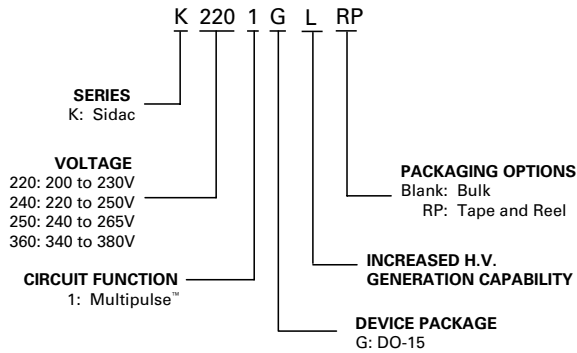 K 220 1 G L RP
SERIES
K: Sidac
VOLTAGE
220: 200 to 230V
240: 220 to 250V
250: 240 to 265V
360: 340 to 380V
CIRCUIT FUNCTION
1: Multipulse™
PACKAGING OPTIONS
Blank: Bulk
RP: Tape and Reel
INCREASED H.V.
GENERATION CAPABILITY
DEVICE PACKAGE
G: DO-15